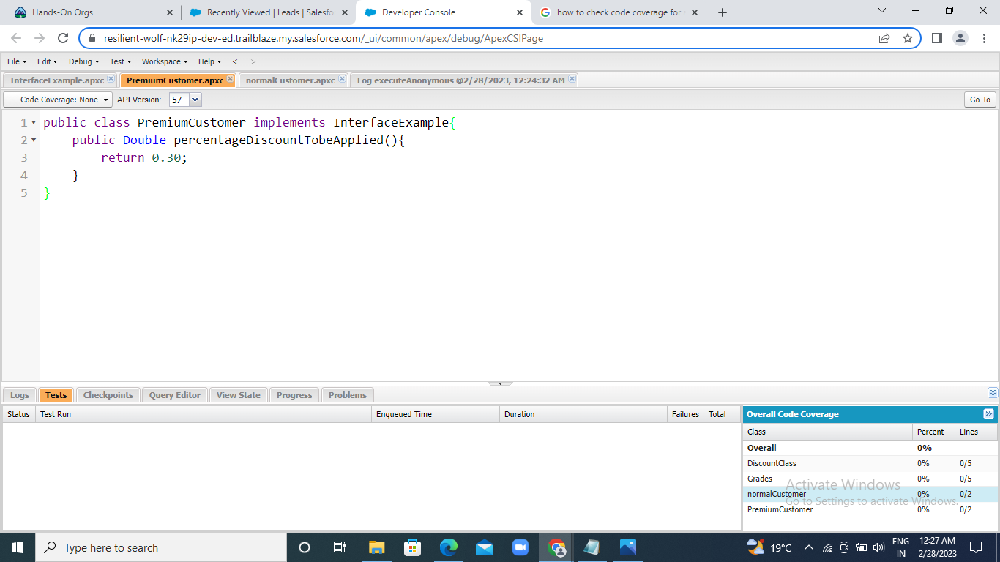 Hands-On Orgs
Recently Viewed | Leads | Salesfo
Developer Console
how to check code coverage for
resilient-wolf-nk29ip-dev-ed.trailblaze.my.salesforce.com/_ui/common/apex/debug/ApexCSIPage
File Edit Debug Test Workspace Help < >
InterfaceExample.apxc PremiumCustomer.apxc normalCustomer.apxc Log executeAnonymous @2/28/2023, 12:24:32 AM
Code Coverage: None API Version: 57 Go To
1 public class PremiumCustomer implements InterfaceExample{
2 public Double percentageDiscountTobeApplied(){
3 return 0.30;
4 }
5 }
Logs Tests Checkpoints Query Editor View State Progress Problems
Status Test Run Enqueued Time Duration Failures Total
Overall Code Coverage
Class Percent Lines
Overall 0%
DiscountClass 0% 0/5
Grades 0% 0/5
normalCustomer 0% 0/2
PremiumCustomer 0% 0/2
Activate Windows
Go to Settings to activate Windows.
Type here to search
19°C
ENG
IN
12:27 AM
2/28/2023